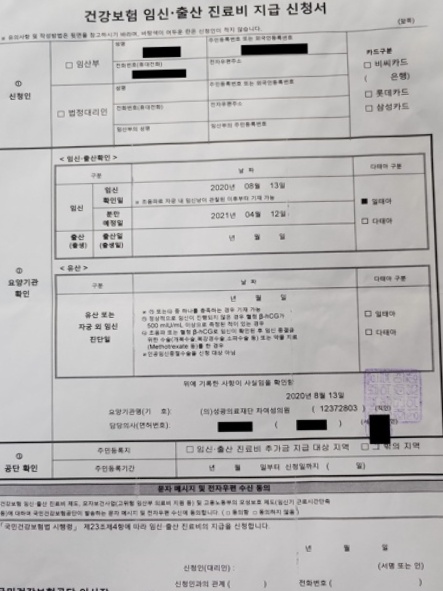 건강보험 임신·출산 진료비 지급 신청서
(앞쪽)
※ 유의사항 및 작성방법은 뒷면을 참고하시기 바라며, 바탕색이 어두운 란은 신청인이 적지 않습니다.
① 신청인
□ 임산부
성명
주민등록번호 또는 외국인등록번호
전화번호(휴대전화)
전자우편주소
□ 법정대리인
성명
주민등록번호 또는 외국인등록번호
전화번호(휴대전화)
전자우편주소
임산부의 성명
임산부의 주민등록번호
카드구분
□ 비씨카드
( 은행)
□ 롯데카드
□ 삼성카드
② 요양기관 확인
< 임신·출산확인 >
구분
날 짜
다태아 구분
임신
임신 확인일
2020년 08월 13일
※ 초음파로 자궁 내 임신낭이 관찰된 이후부터 기재 가능
분만 예정일
2021년 04월 12일
출산 (출생)
출산일 (출생일)
년 월 일
■ 일태아
□ 다태아
< 유산 >
구분
날 짜
다태아 구분
유산 또는 자궁 외 임신 진단일
년 월 일
※ ㉮ 또는 ㉯ 중 하나를 충족하는 경우 기재 가능
㉮ 정상적으로 임신이 진행되지 않은 경우 혈청 β-hCG가
500 mIU/mL 이상으로 측정된 적이 있는 경우
㉯ 초음파 또는 혈청 β-hCG로 임신이 확인된 후 임신 종결을
위한 수술(개복수술, 복강경수술, 소파수술 등) 또는 약물 치료
(Methotrexate 등)를 한 경우
※인공임신중절수술을 신청 대상 아님
□ 일태아
□ 다태아
위에 기록한 사항이 사실임을 확인함
2020년 8월 13일
요양기관명(기 호): (의)성광의료재단 차여성의원 ( 12372803 ) (직인)
담당의사(면허번호): ( )
③ 공단 확인
주민등록지
□ 임신·출산 진료비 추가금 지급 대상 지역 □ 그 밖의 지역
주민등록기간
년 월 일부터 신청일까지 ( 일)
문자 메시지 및 전자우편 수신 동의
건강보험 임신·출산 진료비 제도, 모자보건사업(고위험 임산부 의료비 지원 등) 및 고용노동부의 모성보호 제도(임신기 근로시간단축
등)에 대하여 국민건강보험공단이 발송하는 문자 메시지 및 전자우편 수신에 동의합니다. (□ 동의함 □ 동의하지 않음)
「국민건강보험법 시행령」 제23조제4항에 따라 임신·출산 진료비의 지급을 신청합니다.
년 월 일
신청인(대리인): (서명 또는 인)
신청인과의 관계 ( ) 전화번호 ( )
국민건강보험공단 이사장